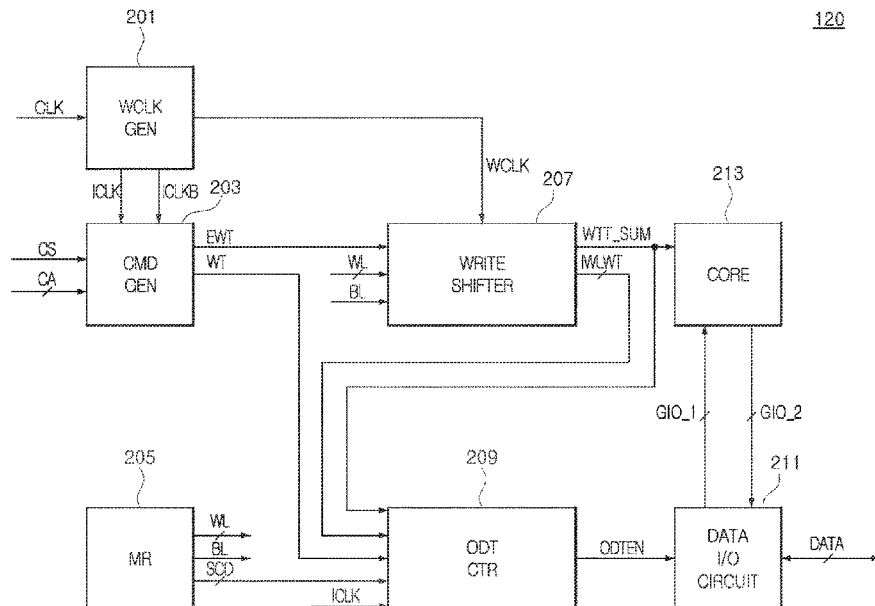 201
120
CLK
WCLK
GEN
WCLK
ICLK
ICLKB
203
207
213
CS
CA
CMD
GEN
EWT
WT
WL
BL
WRITE
SHIFTER
WTT_SUM
IWLWT
CORE
GIO_1
GIO_2
205
209
211
MR
WL
BL
SCD
ICLK
ODT
CTR
ODTEN
DATA
I/O
CIRCUIT
DATA